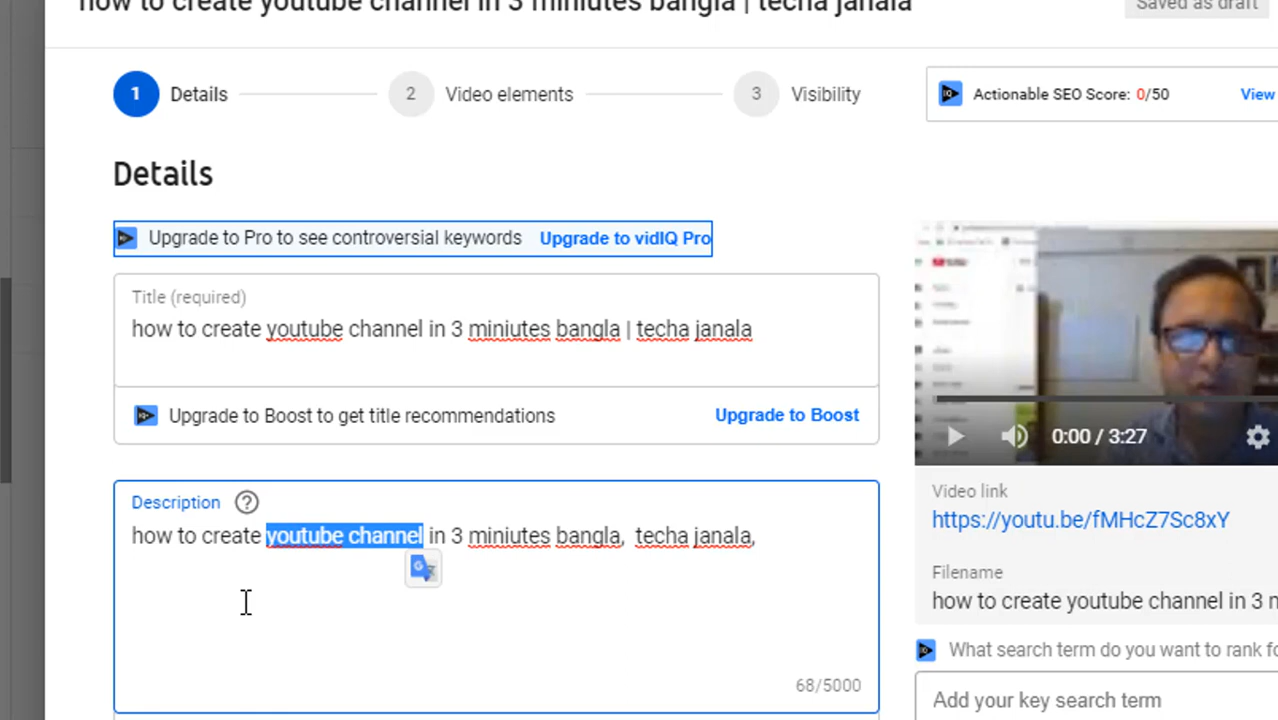 how to create youtube channel in 3 miniutes bangla | techa janala
Saved as draft
1 Details
2 Video elements
3 Visibility
Actionable SEO Score: 0/50
View
Details
Upgrade to Pro to see controversial keywords Upgrade to vidIQ Pro
Title (required)
how to create youtube channel in 3 miniutes bangla | techa janala
Upgrade to Boost to get title recommendations Upgrade to Boost
Description
how to create youtube channel in 3 miniutes bangla, techa janala,
68/5000
0:00 / 3:27
Video link
https://youtu.be/fMHcZ7Sc8xY
Filename
how to create youtube channel in 3
What search term do you want to rank
Add your key search term